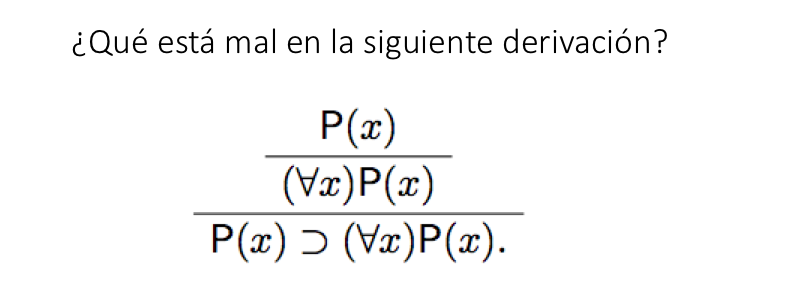 ¿Qué está mal en la siguiente derivación?
P(x)
(∀x)P(x)
P(x) ⊃ (∀x)P(x).